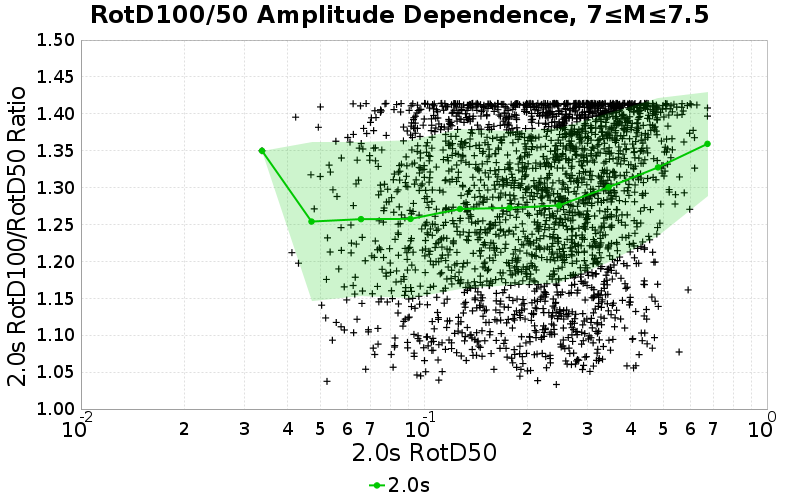 RotD100/50 Amplitude Dependence, 7≤M≤7.5
2.0s RotD100/RotD50 Ratio
1.50
1.45
1.40
1.35
1.30
1.25
1.20
1.15
1.10
1.05
1.00
10-2 2 3 4 5 6 7 10-1 2 3 4 5 6 7 100
2.0s RotD50
2.0s